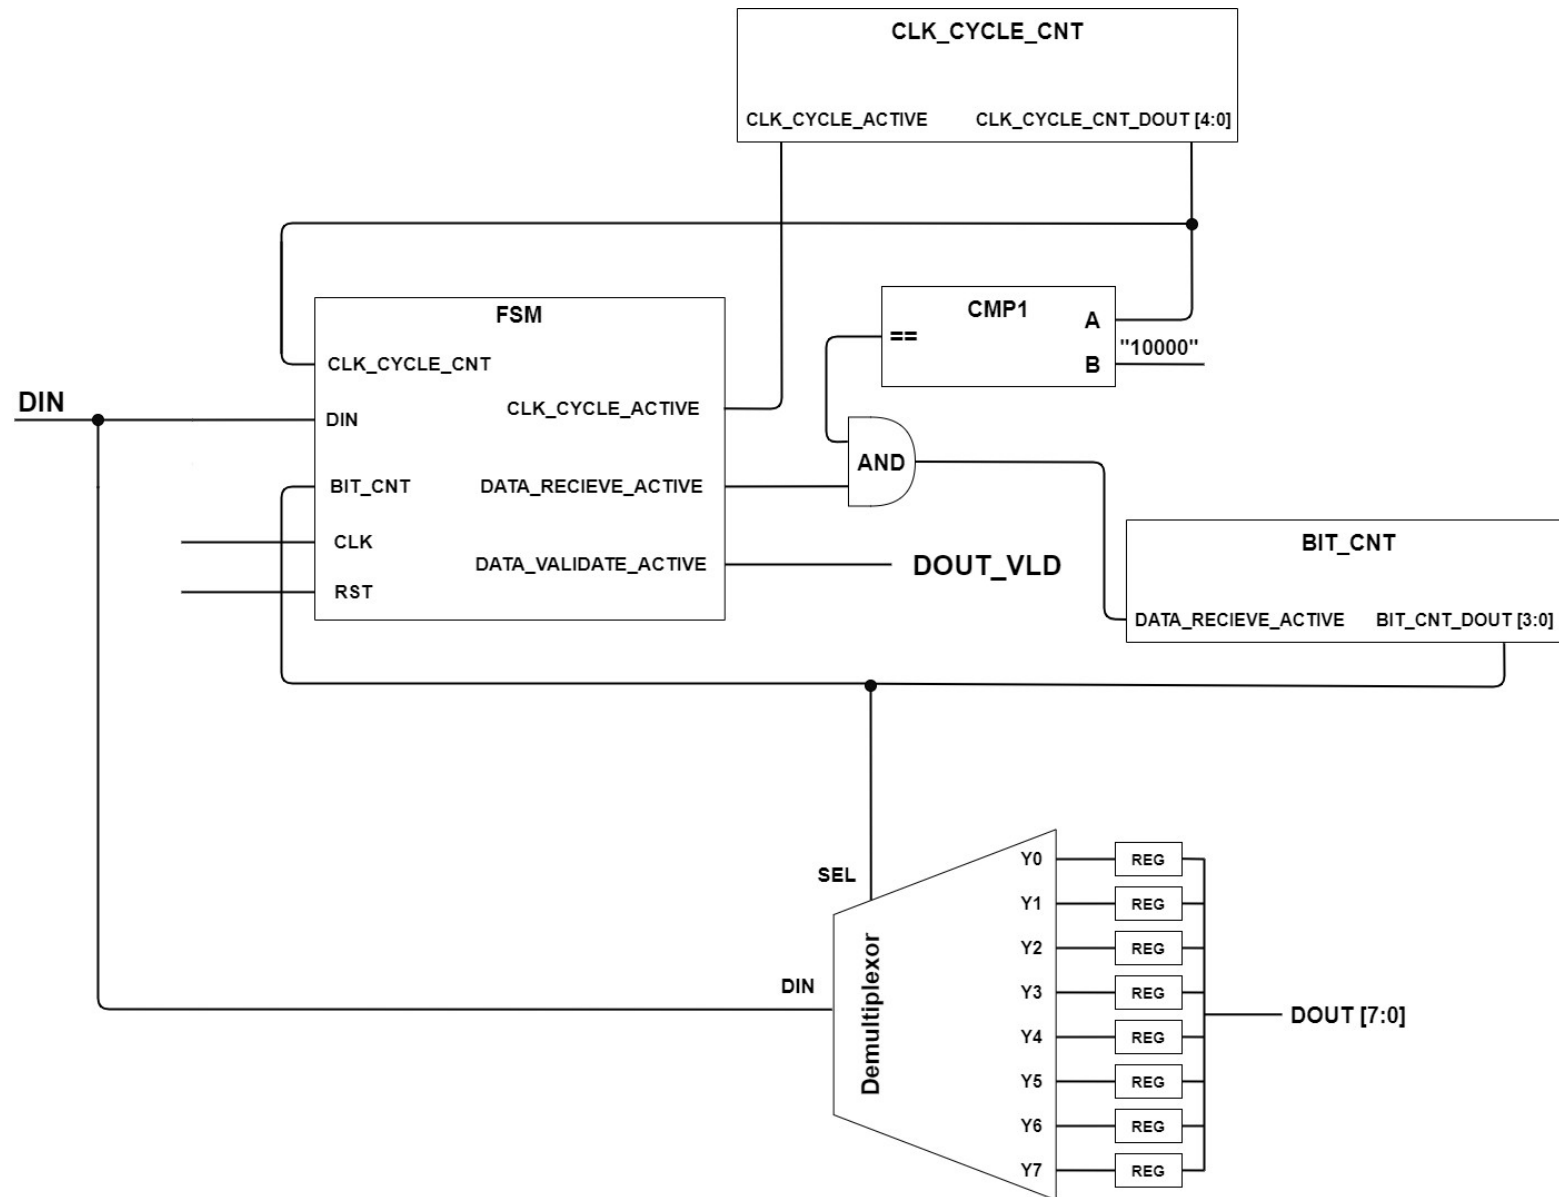 CLK_CYCLE_CNT
CLK_CYCLE_ACTIVE CLK_CYCLE_CNT_DOUT [4:0]
FSM
CLK_CYCLE_CNT
DIN
DIN
BIT_CNT
CLK
RST
CLK_CYCLE_ACTIVE
DATA_RECIEVE_ACTIVE
DATA_VALIDATE_ACTIVE
CMP1
A
==
"10000"
B
AND
DOUT_VLD
BIT_CNT
DATA_RECIEVE_ACTIVE BIT_CNT_DOUT [3:0]
SEL
DIN
Demultiplexor
Y0 REG
Y1 REG
Y2 REG
Y3 REG
Y4 REG
Y5 REG
Y6 REG
Y7 REG
DOUT [7:0]